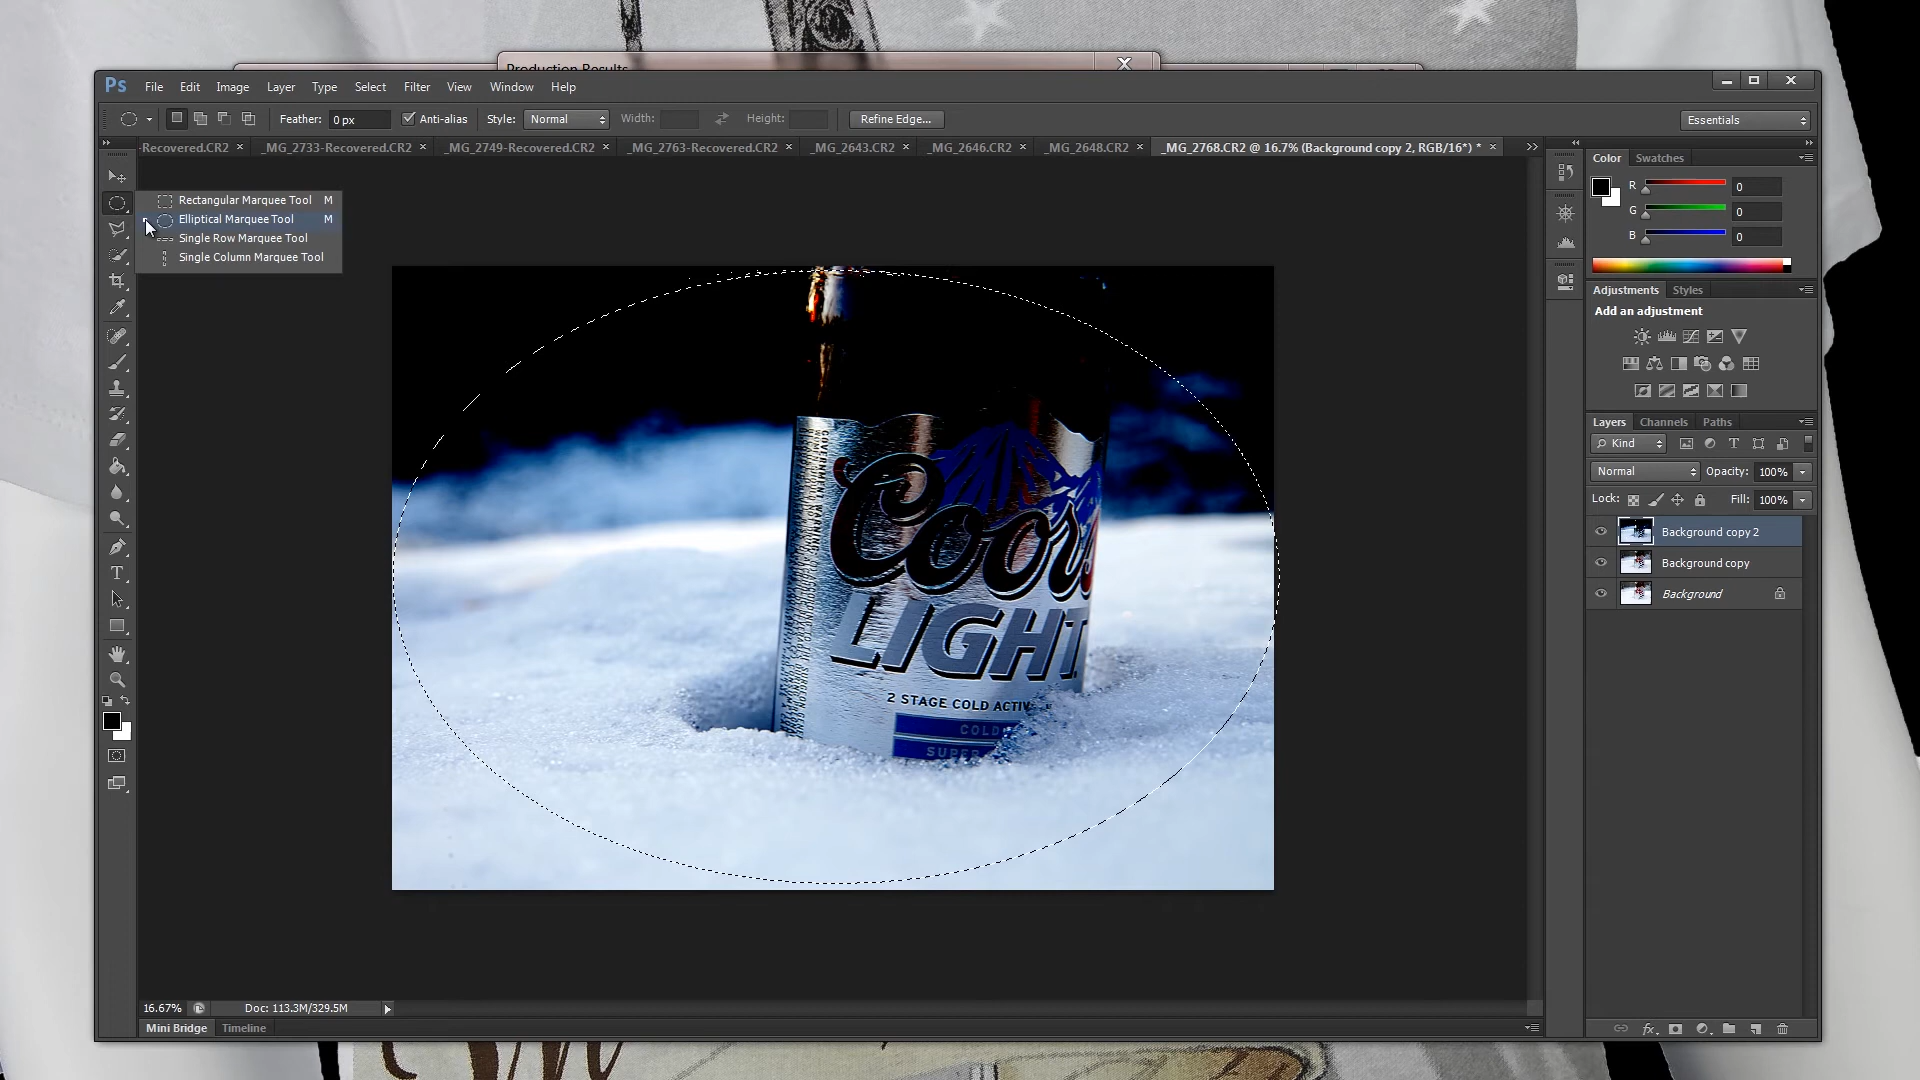 Production Results
Ps File Edit Image Layer Type Select Filter View Window Help
Feather: 0 px Anti-alias Style: Normal Width: Height: Refine Edge... Essentials
-Recovered.CR2 × _MG_2733-Recovered.CR2 × _MG_2749-Recovered.CR2 × _MG_2763-Recovered.CR2 × _MG_2643.CR2 × _MG_2646.CR2 × _MG_2648.CR2 × _MG_2768.CR2 @ 16.7% (Background copy 2, RGB/16*) * ×
Rectangular Marquee Tool M
Elliptical Marquee Tool M
Single Row Marquee Tool
Single Column Marquee Tool
Coors
LIGHT
2 STAGE COLD
COLD
SUPER
Color Swatches
R 0
G 0
B 0
Adjustments Styles
Add an adjustment
Layers Channels Paths
Kind
Normal Opacity: 100%
Lock: Fill: 100%
Background copy 2
Background copy
Background
fx
16.67% Doc: 113.3M/329.5M
Mini Bridge Timeline